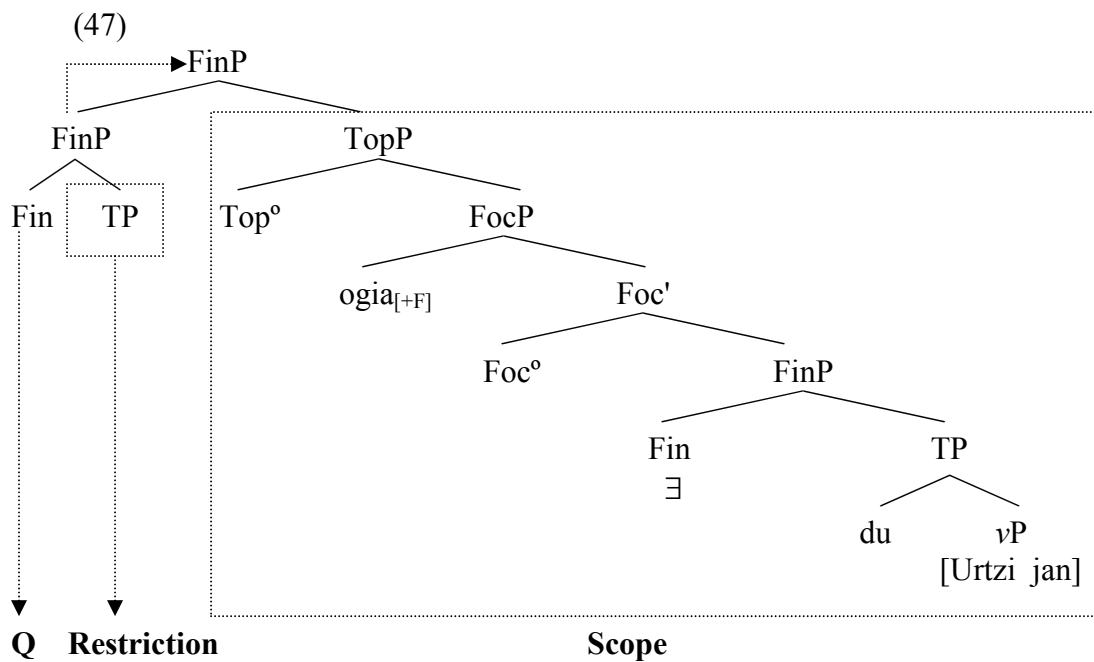 (47)
FinP
FinP TopP
Fin TP Topº FocP
ogia[+F] Foc'
Focº FinP
Fin TP
∃
du vP
[Urtzi jan]
Q Restriction Scope